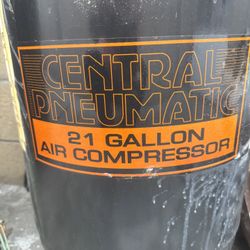 CENTRAL
PNEUMATIC
21 GALLON
AIR COMPRESSOR